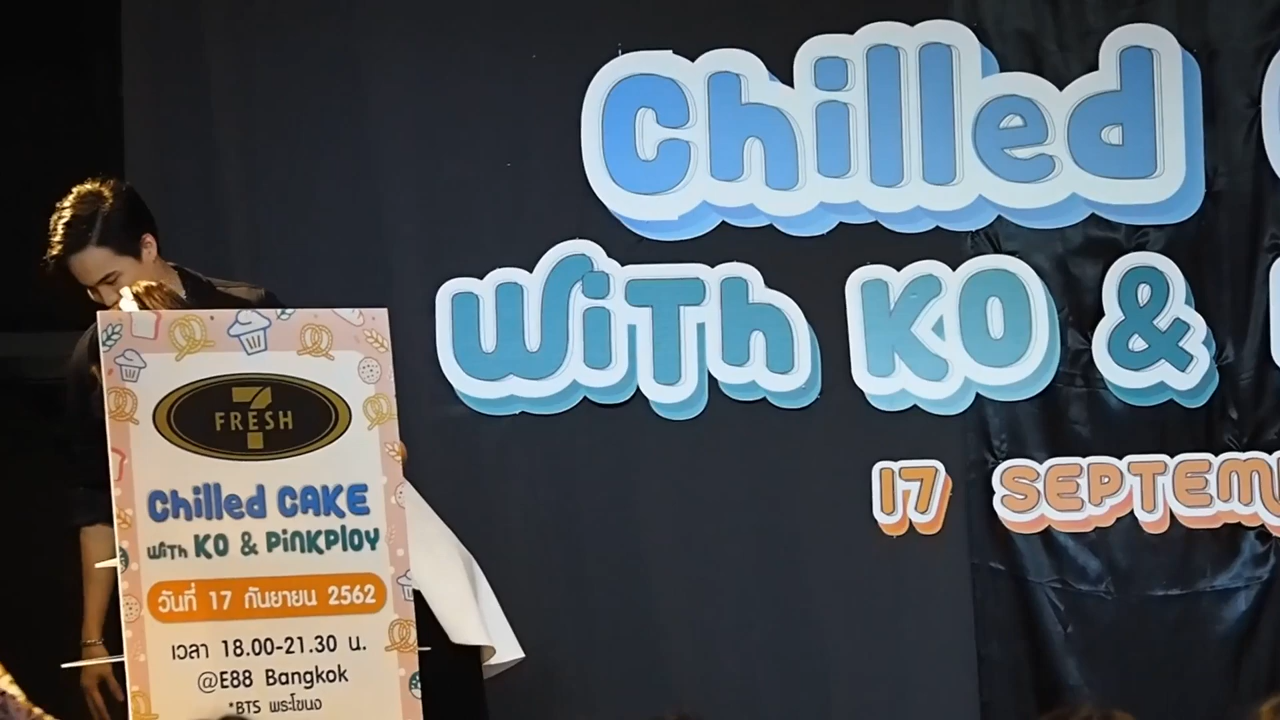 Chilled
With KO &
17 SEPTEM
7
FRESH
Chilled CAKE
with KO & PINKPLOY
วันที่ 17 กันยายน 2562
เวลา 18.00-21.30 น.
@E88 Bangkok
*BTS พระโขนง